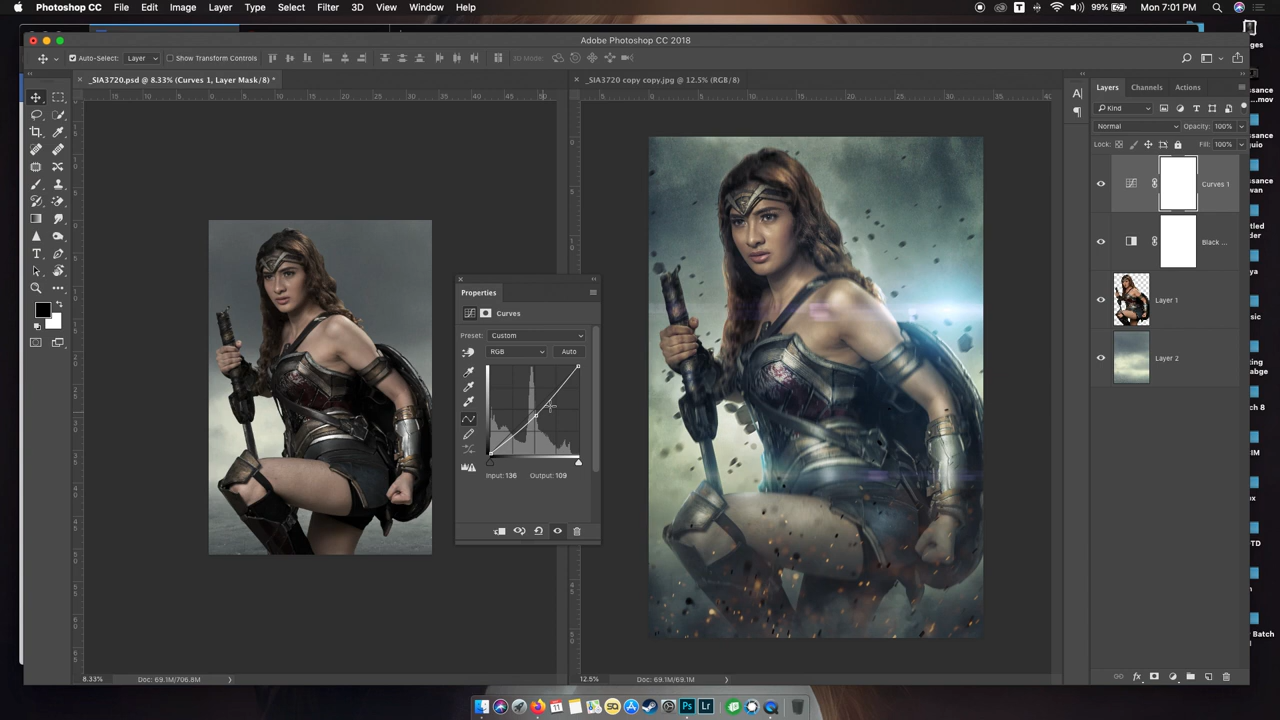 Photoshop CC File Edit Image Layer Type Select Filter 3D View Window Help 99% Mon 7:01 PM
Adobe Photoshop CC 2018
Auto-Select: Layer Show Transform Controls 3D Mode:
_SIA3720.psd @ 8.33% (Curves 1, Layer Mask/8) *
_SIA3720 copy copy.jpg @ 12.5% (RGB/8)
Layers Channels Actions
Kind
Normal Opacity: 100%
Lock: Fill: 100%
Curves 1
Black ...
Layer 1
Layer 2
Properties
Curves
Preset: Custom
RGB Auto
Input: 136 Output: 109
8.33% Doc: 69.1M/706.8M
12.5% Doc: 69.1M/69.1M